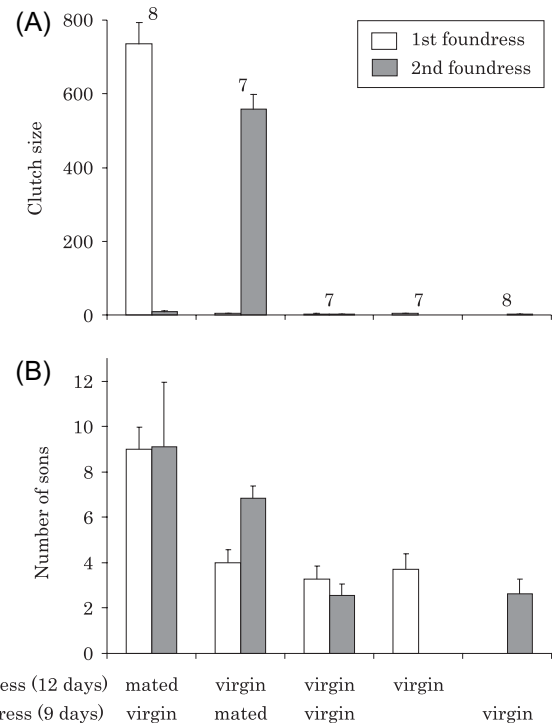 (A)
800
600
400
200
0
Clutch size
8
7
7
7
8
1st foundress
2nd foundress
(B)
12
10
8
6
4
2
0
Number of sons
(12 days) mated virgin virgin virgin
(9 days) virgin mated virgin virgin